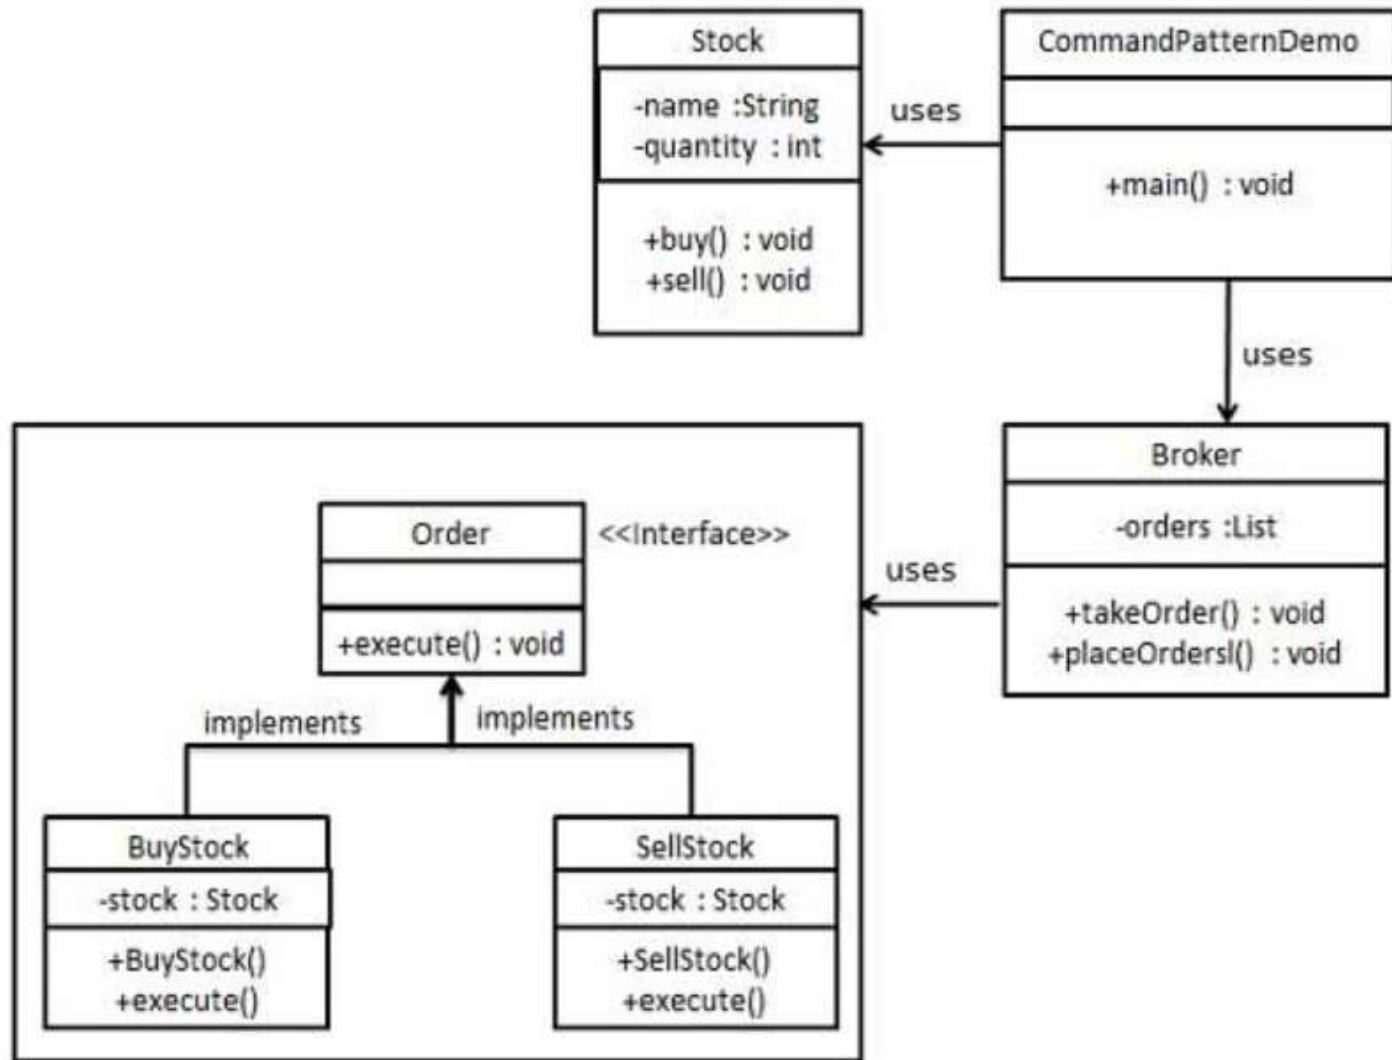 Stock
-name :String
-quantity : int
+buy() : void
+sell() : void
uses
CommandPatternDemo
+main() : void
uses
Broker
-orders :List
+takeOrder() : void
+placeOrdersl() : void
uses
Order
<<Interface>>
+execute() : void
implements
implements
BuyStock
-stock : Stock
+BuyStock()
+execute()
SellStock
-stock : Stock
+SellStock()
+execute()